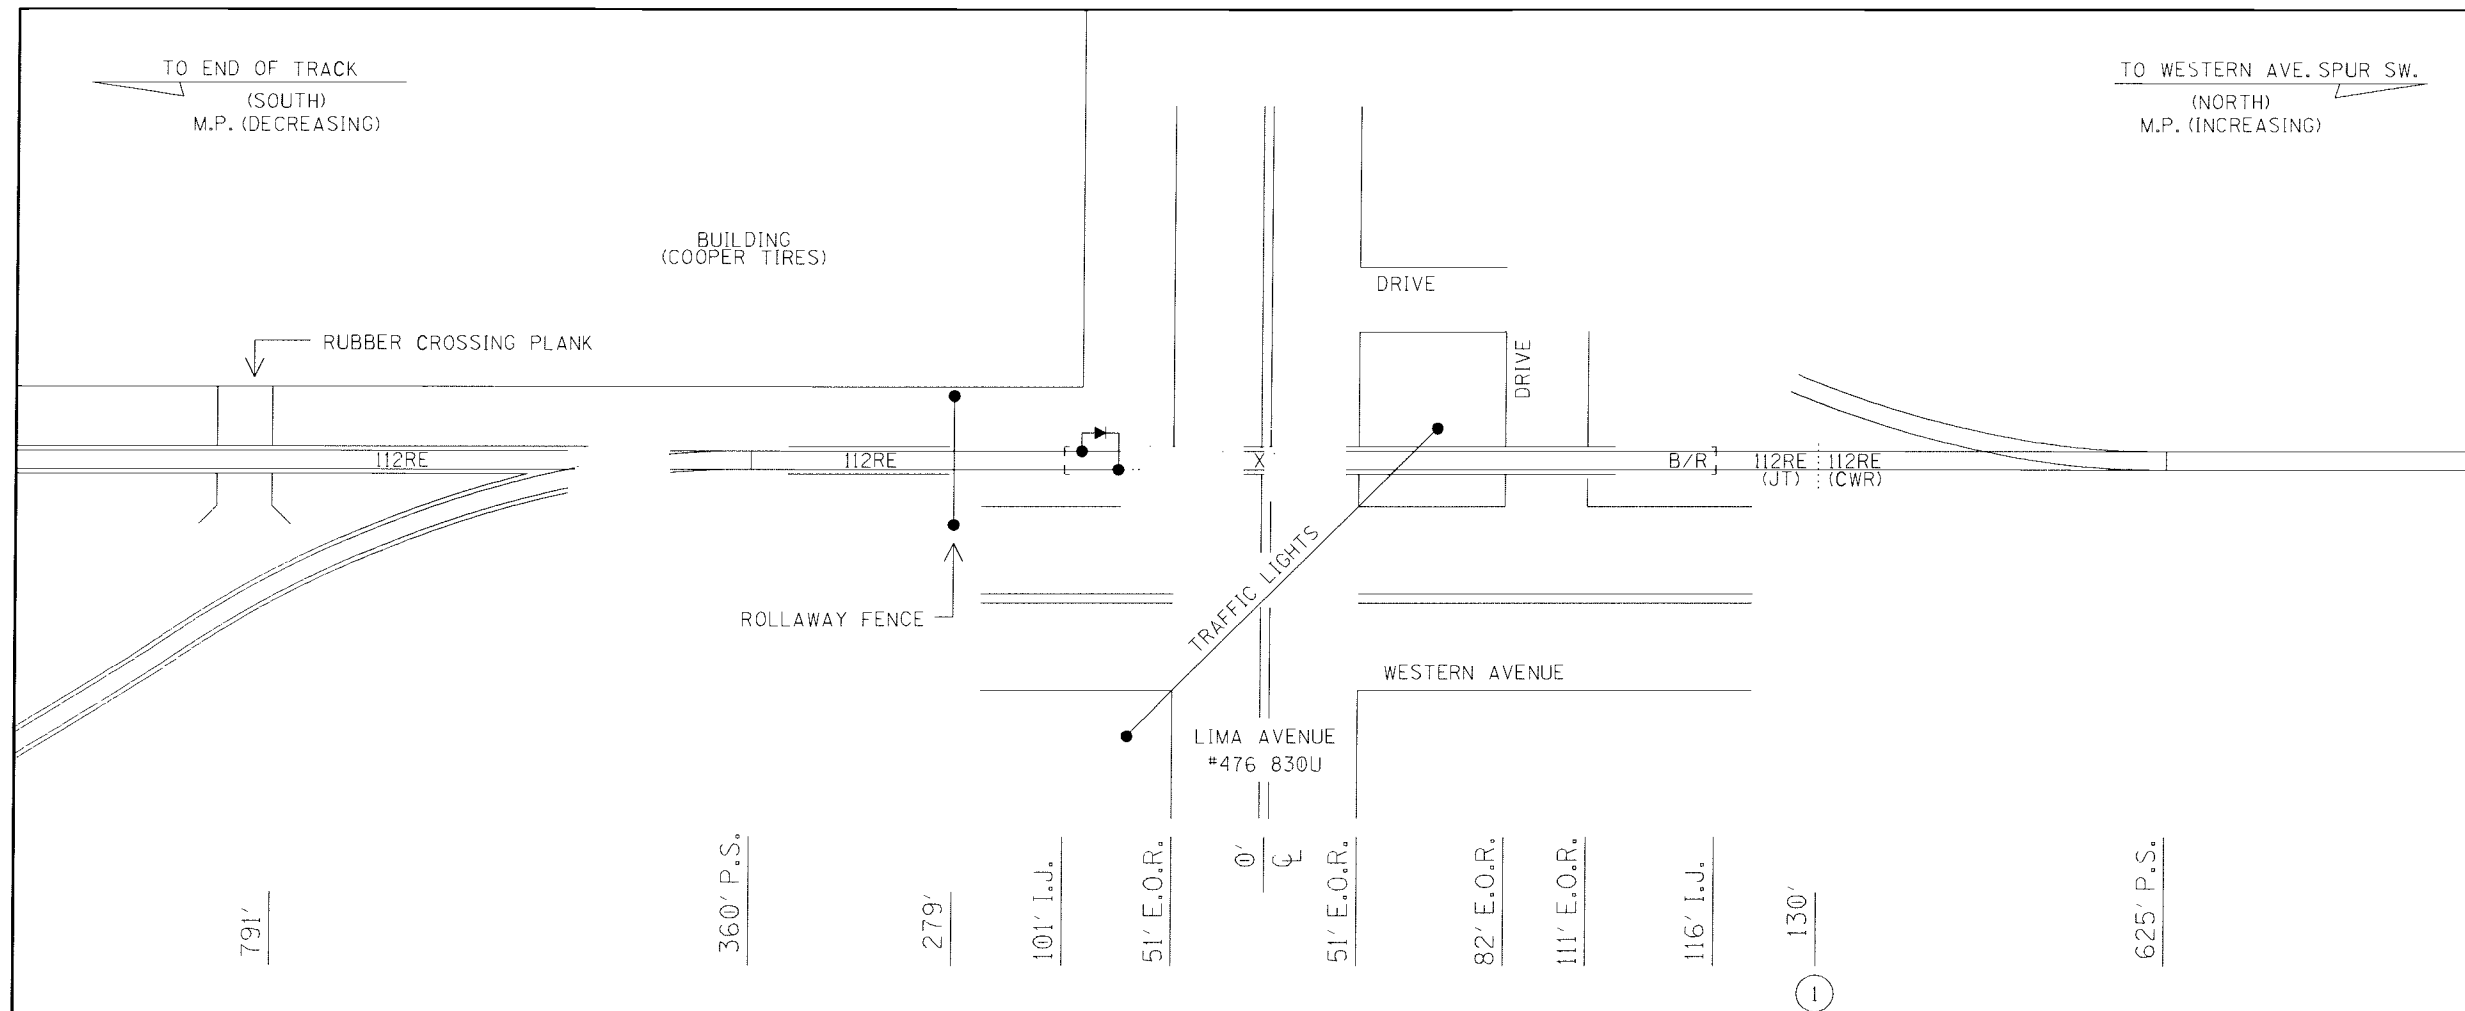 TO END OF TRACK
(SOUTH)
M.P. (DECREASING)
TO WESTERN AVE. SPUR SW.
(NORTH)
M.P. (INCREASING)
BUILDING
(COOPER TIRES)
DRIVE
RUBBER CROSSING PLANK
DRIVE
112RE
112RE
X
B/R
112RE
(JT)
112RE
(CWR)
TRAFFIC LIGHTS
ROLLAWAY FENCE
WESTERN AVENUE
LIMA AVENUE
#476 830U
791'
360' P.S.
279'
101' I.J.
51' E.O.R.
0'
CL
51' E.O.R.
82' E.O.R.
111' E.O.R.
116' I.J.
130'
625' P.S.
1